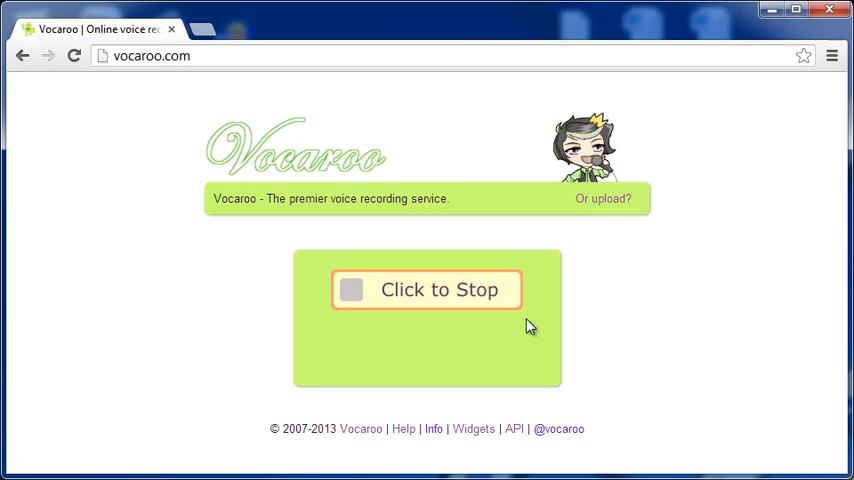 Vocaroo | Online voice rec
vocaroo.com
Vocaroo
Vocaroo - The premier voice recording service.
Or upload?
Click to Stop
© 2007-2013 Vocaroo | Help | Info | Widgets | API | @vocaroo